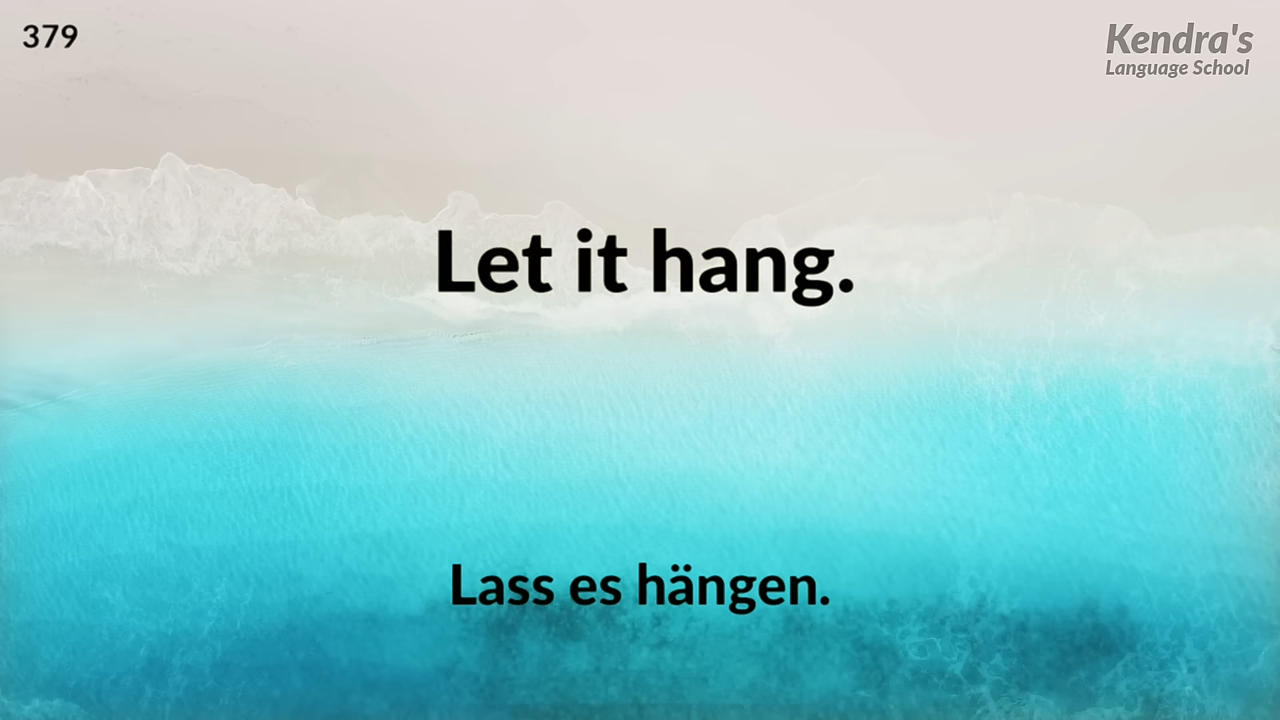 379
Kendra's
Language School
Let it hang.
Lass es hängen.